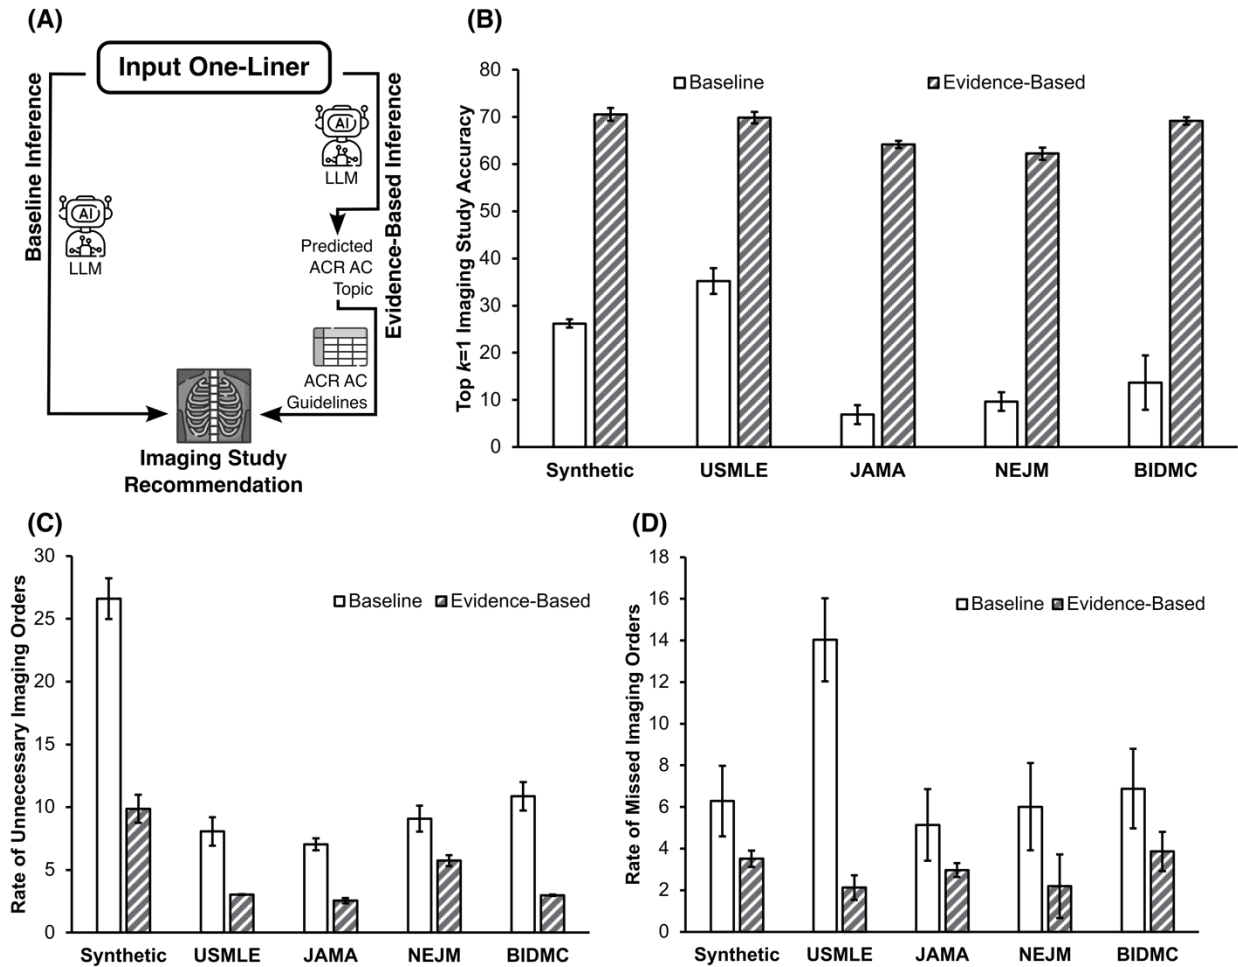 (A)
Input One-Liner
Baseline Inference
Evidence-Based Inference
AI
LLM
AI
LLM
Predicted
ACR AC
Topic
ACR AC
Guidelines
Imaging Study
Recommendation
(B)
Top k=1 Imaging Study Accuracy
80
70
60
50
40
30
20
10
0
Baseline
Evidence-Based
Synthetic
USMLE
JAMA
NEJM
BIDMC
(C)
Rate of Unnecessary Imaging Orders
30
25
20
15
10
5
0
Baseline
Evidence-Based
Synthetic
USMLE
JAMA
NEJM
BIDMC
(D)
Rate of Missed Imaging Orders
18
16
14
12
10
8
6
4
2
0
Baseline
Evidence-Based
Synthetic
USMLE
JAMA
NEJM
BIDMC